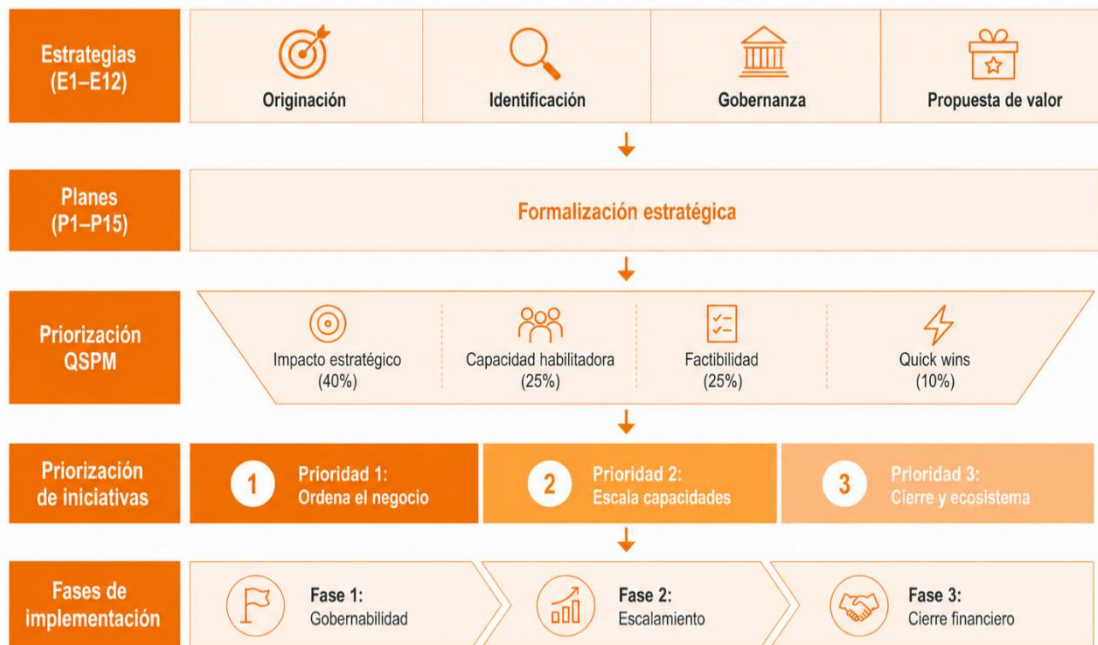 Estrategias
(E1–E12)
Originación
Identificación
Gobernanza
Propuesta de valor
Planes
(P1–P15)
Formalización estratégica
Priorización
QSPM
Impacto estratégico
(40%)
Capacidad habilitadora
(25%)
Factibilidad
(25%)
Quick wins
(10%)
Priorización
de iniciativas
1
Prioridad 1:
Ordena el negocio
2
Prioridad 2:
Escala capacidades
3
Prioridad 3:
Cierre y ecosistema
Fases de
implementación
Fase 1:
Gobernabilidad
Fase 2:
Escalamiento
Fase 3:
Cierre financiero